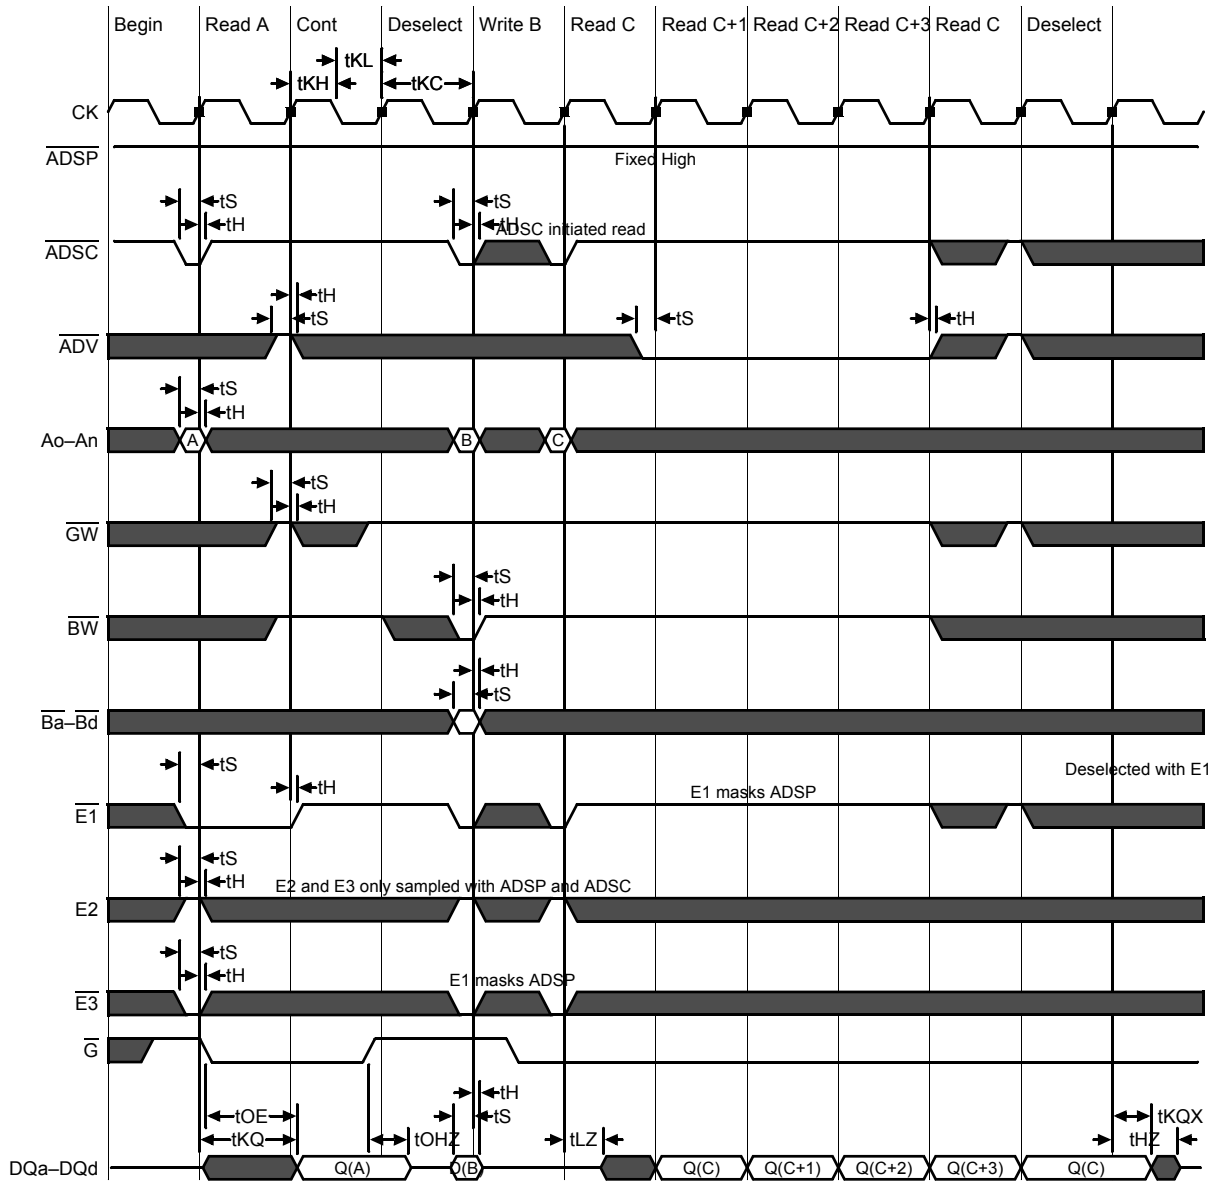 Begin Read A Cont Deselect Write B Read C Read C+1 Read C+2 Read C+3 Read C Deselect
tKL
tKH tKC
CK
ADSP
Fixed High
tS tS
tH tH
ADSC initiated read
ADSC
tH
tS tS tH
ADV
tS
tH
Ao–An A B C
tS
tH
GW
tS
tH
BW
tH
tS
Ba–Bd
tS Deselected with E1
tH E1 masks ADSP
E1
tS
tH E2 and E3 only sampled with ADSP and ADSC
E2
tS
tH E1 masks ADSP
E3
G
tH
tOE tS tKQX
tKQ tOHZ tLZ tHZ
DQa–DQd Q(A) D(B) Q(C) Q(C+1) Q(C+2) Q(C+3) Q(C)